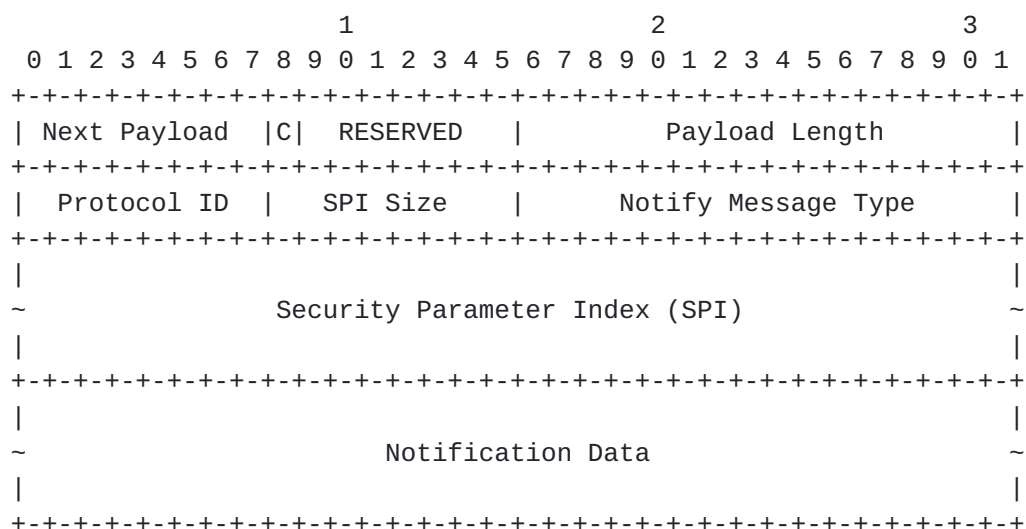 1                   2                   3
 0 1 2 3 4 5 6 7 8 9 0 1 2 3 4 5 6 7 8 9 0 1 2 3 4 5 6 7 8 9 0 1
+-+-+-+-+-+-+-+-+-+-+-+-+-+-+-+-+-+-+-+-+-+-+-+-+-+-+-+-+-+-+-+-+
| Next Payload  |C|  RESERVED   |         Payload Length        |
+-+-+-+-+-+-+-+-+-+-+-+-+-+-+-+-+-+-+-+-+-+-+-+-+-+-+-+-+-+-+-+-+
|  Protocol ID  |   SPI Size    |      Notify Message Type      |
+-+-+-+-+-+-+-+-+-+-+-+-+-+-+-+-+-+-+-+-+-+-+-+-+-+-+-+-+-+-+-+-+
|                                                               |
~                Security Parameter Index (SPI)                 ~
|                                                               |
+-+-+-+-+-+-+-+-+-+-+-+-+-+-+-+-+-+-+-+-+-+-+-+-+-+-+-+-+-+-+-+-+
|                                                               |
~                       Notification Data                       ~
|                                                               |
+-+-+-+-+-+-+-+-+-+-+-+-+-+-+-+-+-+-+-+-+-+-+-+-+-+-+-+-+-+-+-+-+